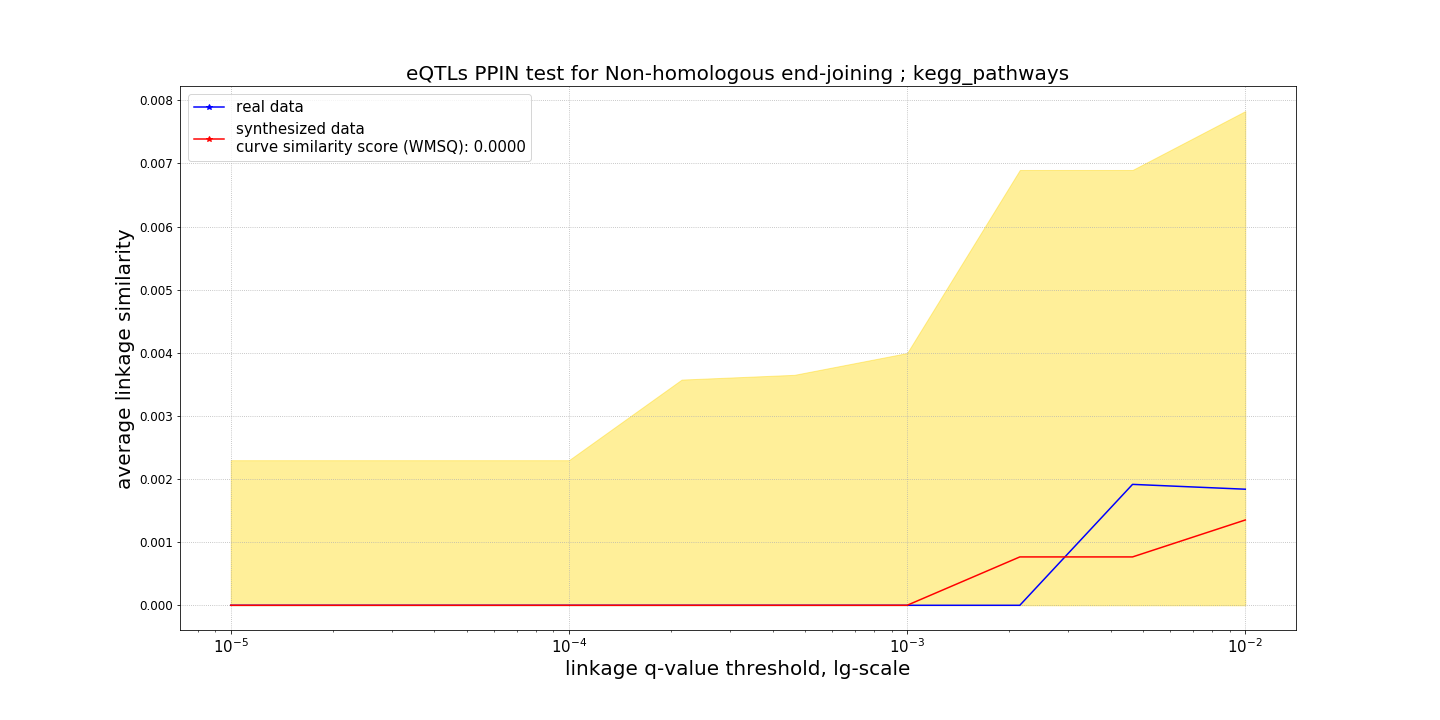 eQTLs PPIN test for Non-homologous end-joining ; kegg_pathways
real data
synthesized data
curve similarity score (WMSQ): 0.0000
average linkage similarity
0.008
0.007
0.006
0.005
0.004
0.003
0.002
0.001
0.000
10⁻⁵ 10⁻⁴ 10⁻³ 10⁻²
linkage q-value threshold, lg-scale